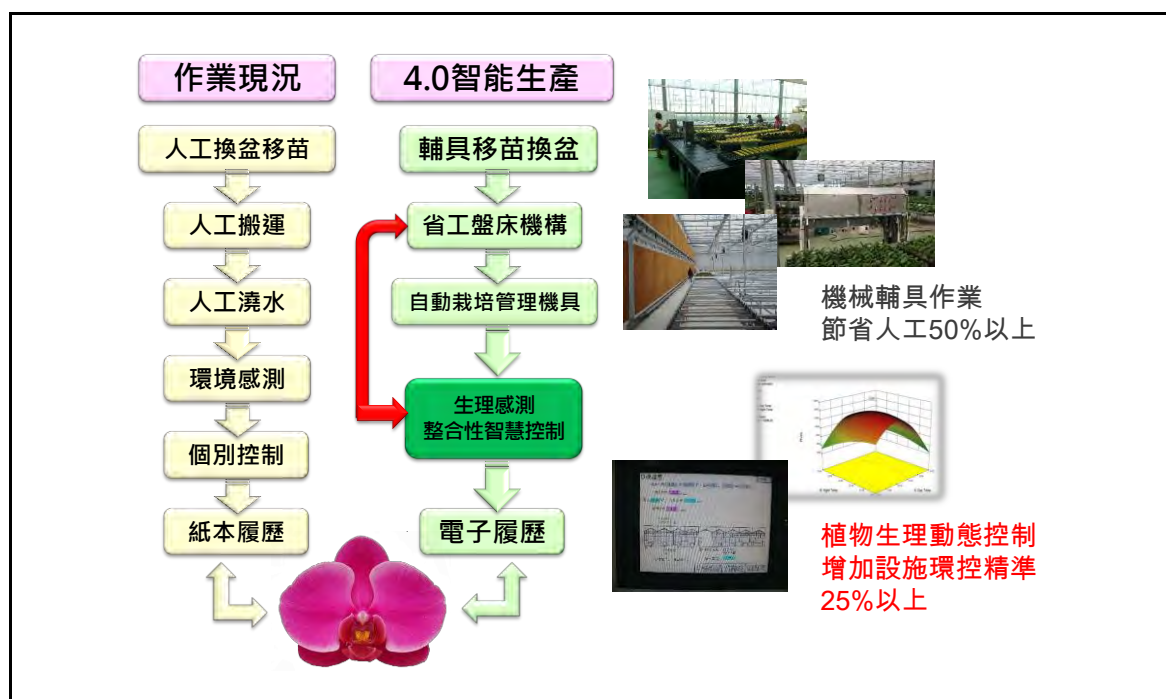 作業現況
人工換盆移苗
人工搬運
人工澆水
環境感測
個別控制
紙本履歷
4.0智能生產
輔具移苗換盆
省工盤床機構
自動栽培管理機具
生理感測
整合性智慧控制
電子履歷
機械輔具作業
節省人工50%以上
植物生理動態控制
增加設施環控精準
25%以上